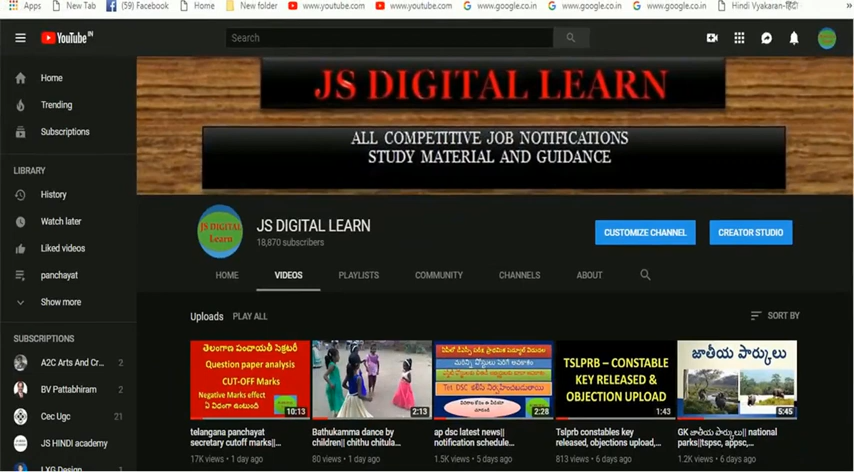 Apps
New Tab
(59) Facebook
Home
New folder
www.youtube.com
www.youtube.com
www.google.co.in
www.google.co.in
www.google.co.in
Hindi Vyakaran-हिंदी
YouTube IN
Search
Home
Trending
Subscriptions
LIBRARY
History
Watch later
Liked videos
panchayat
Show more
SUBSCRIPTIONS
A2C Arts And Cr... 2
BV Pattabhiram 2
Cec Ugc 21
JS HINDI academy
LXG Design
JS DIGITAL LEARN
ALL COMPETITIVE JOB NOTIFICATIONS
STUDY MATERIAL AND GUIDANCE
JS DIGITAL
Learn
JS DIGITAL LEARN
18,870 subscribers
CUSTOMIZE CHANNEL
CREATOR STUDIO
HOME
VIDEOS
PLAYLISTS
COMMUNITY
CHANNELS
ABOUT
Uploads PLAY ALL
SORT BY
తెలంగాణ పంచాయతీ సెక్రటరీ
Question paper analysis
CUT-OFF Marks
Negative Marks effect
ఏ విధంగా ఉంటుంది
10:13
telangana panchayat
secretary cutoff marks||...
17K views • 1 day ago
2:13
Bathukamma dance by
children|| chithu chitula...
80 views • 1 day ago
2:28
ap dsc latest news||
notification schedule...
1.5K views • 5 days ago
TSLPRB – CONSTABLE
KEY RELEASED &
OBJECTION UPLOAD
1:43
Tslprb constables key
released, objections upload,...
813 views • 6 days ago
జాతీయ పార్కులు
5:45
GK జాతీయ పార్కులు|| national
parks||tspsc, appsc,...
1.2K views • 6 days ago